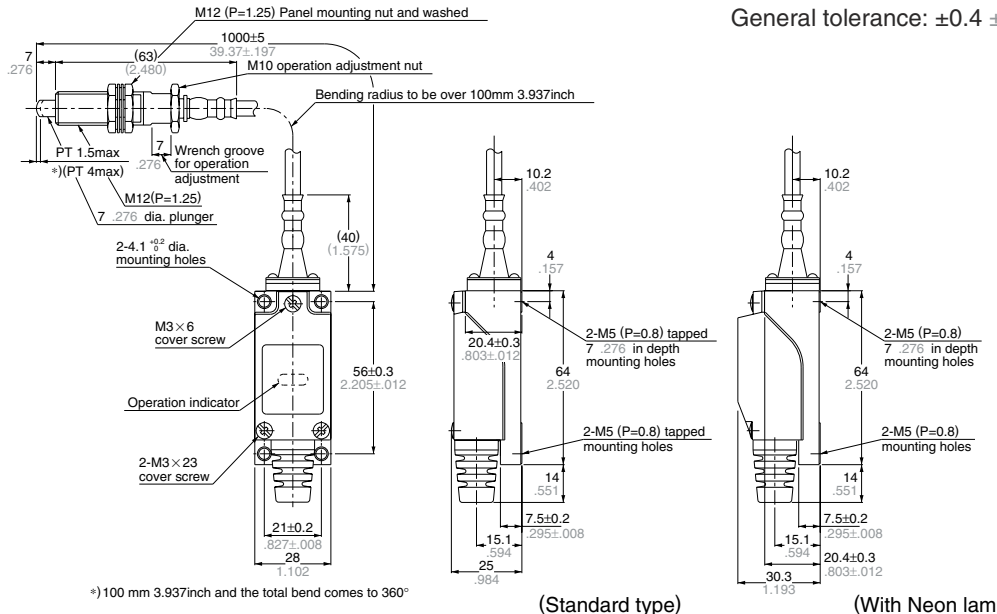 M12 (P=1.25) Panel mounting nut and washed
General tolerance: ±0.4 ±
1000±5
39.37±.197
7
.276
(63)
(2.480)
M10 operation adjustment nut
Bending radius to be over 100mm 3.937inch
PT 1.5max
*)(PT 4max)
7
.276
Wrench groove
for operation
adjustment
M12(P=1.25)
7 .276 dia. plunger
2-4.1 +0.2 0 dia.
mounting holes
(40)
(1.575)
M3×6
cover screw
56±0.3
2.205±.012
Operation indicator
2-M3×23
cover screw
21±0.2
.827±.008
28
1.102
*)100 mm 3.937inch and the total bend comes to 360°
10.2
.402
4
.157
20.4±0.3
.803±.012
2-M5 (P=0.8) tapped
7 .276 in depth
mounting holes
64
2.520
2-M5 (P=0.8) tapped
mounting holes
14
.551
7.5±0.2
.295±.008
15.1
.594
25
.984
(Standard type)
10.2
.402
4
.157
2-M5 (P=0.8)
7 .276 in depth
mounting holes
64
2.520
2-M5 (P=0.8)
mounting holes
14
.551
7.5±0.2
.295±.008
15.1
.594
20.4±0.3
.803±.012
30.3
1.193
(With Neon lam